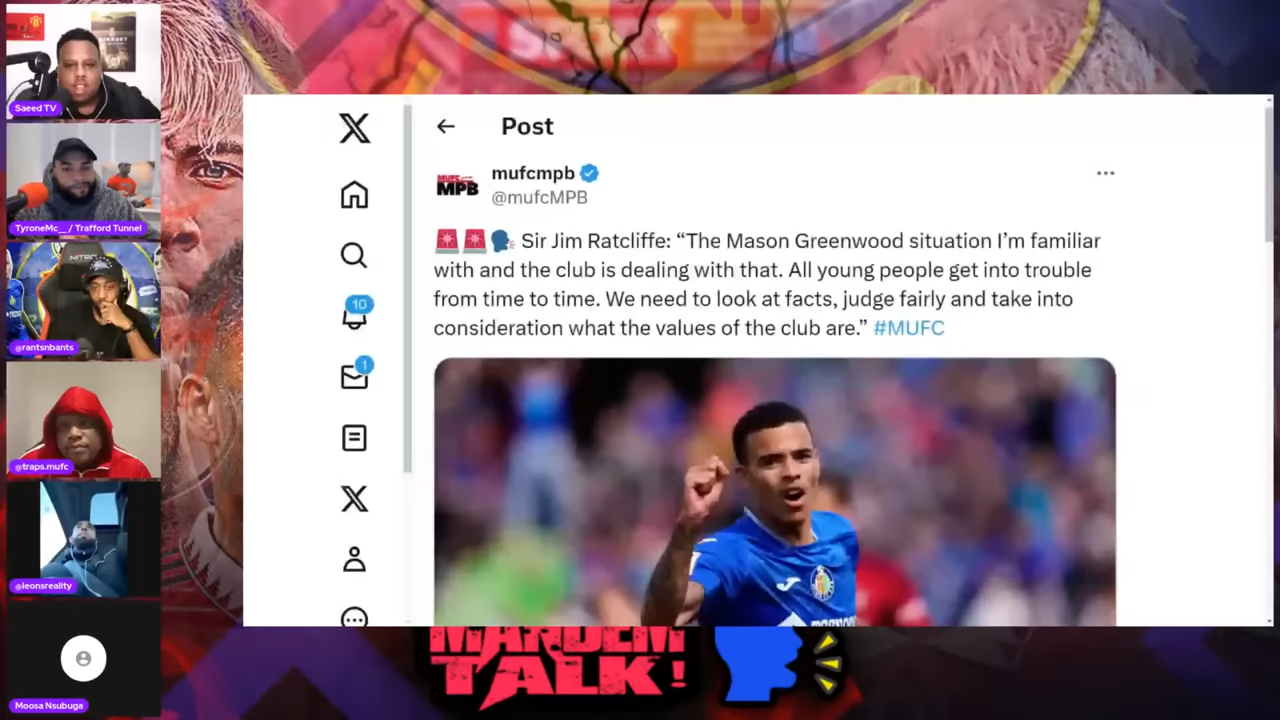 Saeed TV
TyroneMc__ / Trafford Tunnel
@rantsnbants
@traps.mufc
@leonsreality
Moosa Nsubuga
Post
MUFC
MPB
mufcmpb
@mufcMPB
🚨🚨🗣️ Sir Jim Ratcliffe: “The Mason Greenwood situation I’m familiar
with and the club is dealing with that. All young people get into trouble
from time to time. We need to look at facts, judge fairly and take into
consideration what the values of the club are.” #MUFC
10
1
MANDEM
TALK!